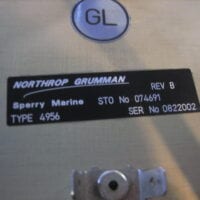 GL
NORTHROP GRUMMAN
REV B
Sperry Marine STO No 074691
TYPE 4956 SER No 0822002